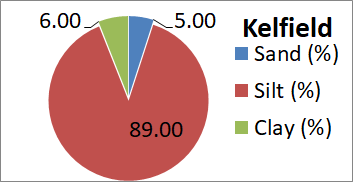 6.00
5.00
Kelfield
Sand (%)
Silt (%)
Clay (%)
89.00